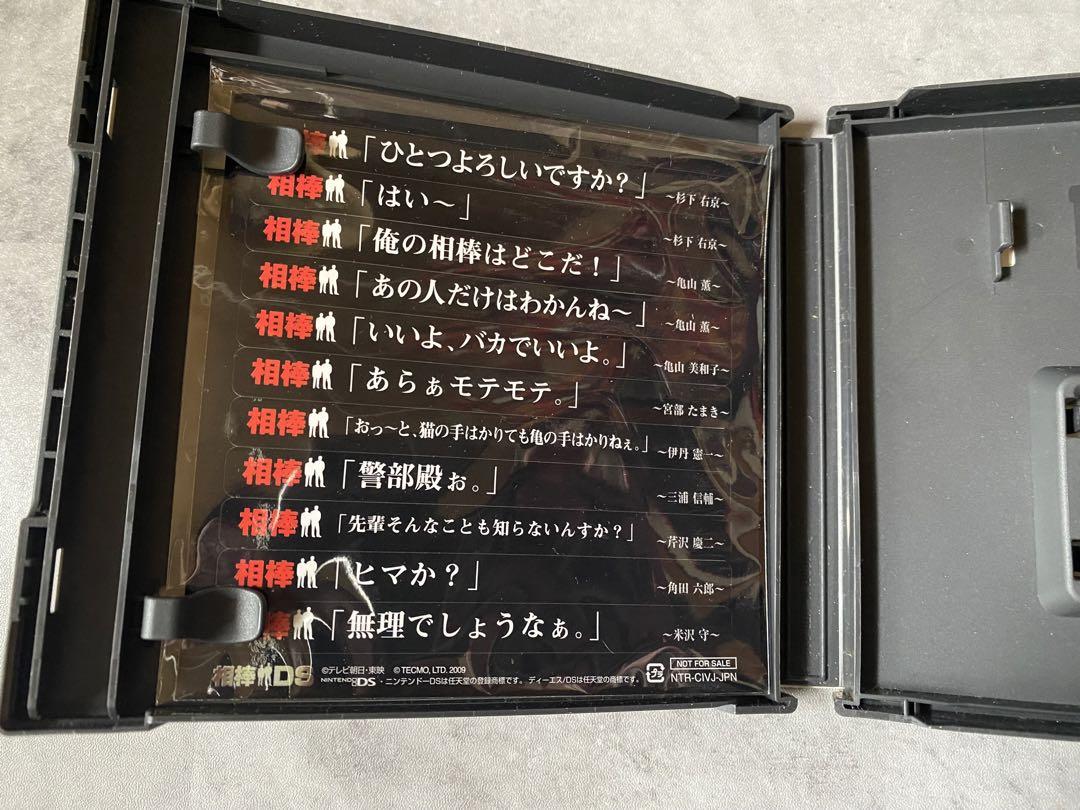 棒 「ひとつよろしいですか？」 ～杉下 右京～
相棒 「はい～」 ～杉下 右京～
相棒 「俺の相棒はどこだ！」 ～亀山 薫～
相棒 「あの人だけはわかんね～」 ～亀山 薫～
相棒 「いいよ、バカでいいよ。」 ～亀山 美和子～
相棒 「あらぁモテモテ。」 ～宮部 たまき～
相棒 「おっ～と、猫の手はかりても亀の手はかりねぇ。」 ～伊丹 憲一～
相棒 「警部殿ぉ。」 ～三浦 信輔～
相棒 「先輩そんなことも知らないんすか？」 ～芹沢 慶二～
相棒 「ヒマか？」 ～角田 六郎～
棒 「無理でしょうなぁ。」 ～米沢 守～
相棒DS ©テレビ朝日・東映 ©TECMO, LTD. 2009
NINTENDO DS・ニンテンドーDSは任天堂の登録商標です。 ディーエス/DSは任天堂の商標です。
プラ
NOT FOR SALE
NTR-CIVJ-JPN